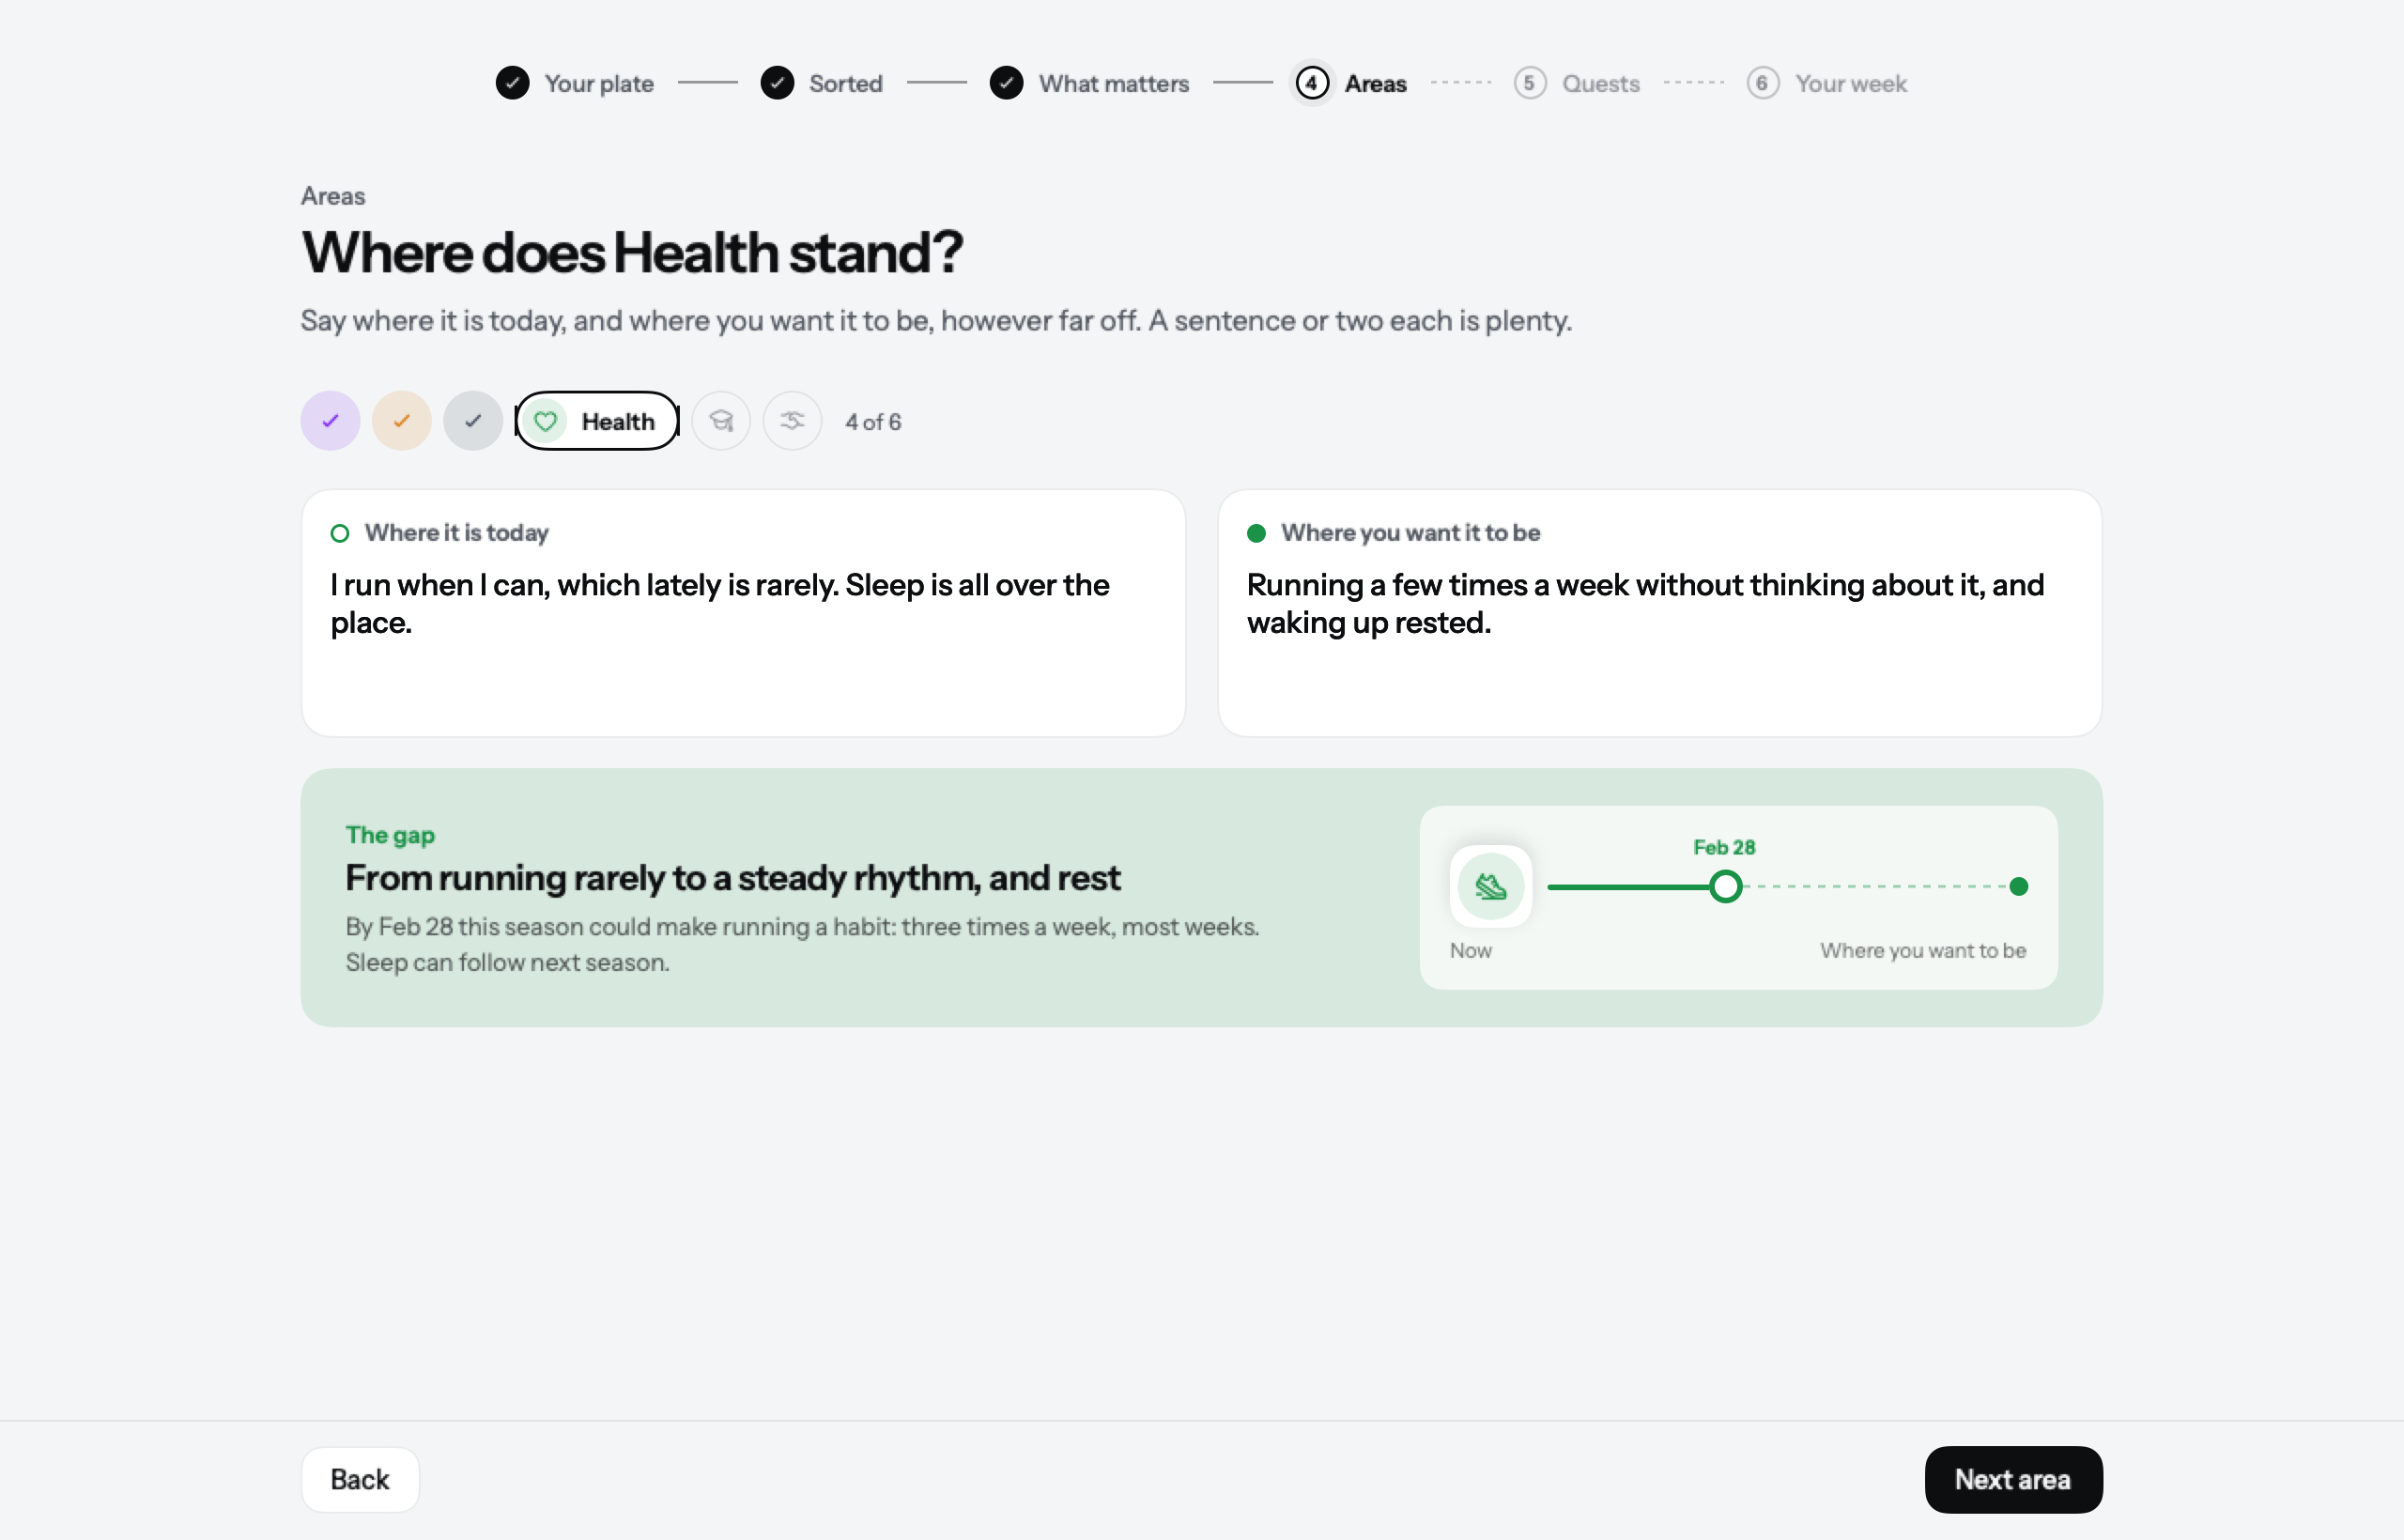 Your plate
Sorted
What matters
4 Areas
5 Quests
6 Your week
Areas
Where does Health stand?
Say where it is today, and where you want it to be, however far off. A sentence or two each is plenty.
Health
4 of 6
Where it is today
I run when I can, which lately is rarely. Sleep is all over the
place.
Where you want it to be
Running a few times a week without thinking about it, and
waking up rested.
The gap
From running rarely to a steady rhythm, and rest
By Feb 28 this season could make running a habit: three times a week, most weeks.
Sleep can follow next season.
Feb 28
Now
Where you want to be
Back
Next area